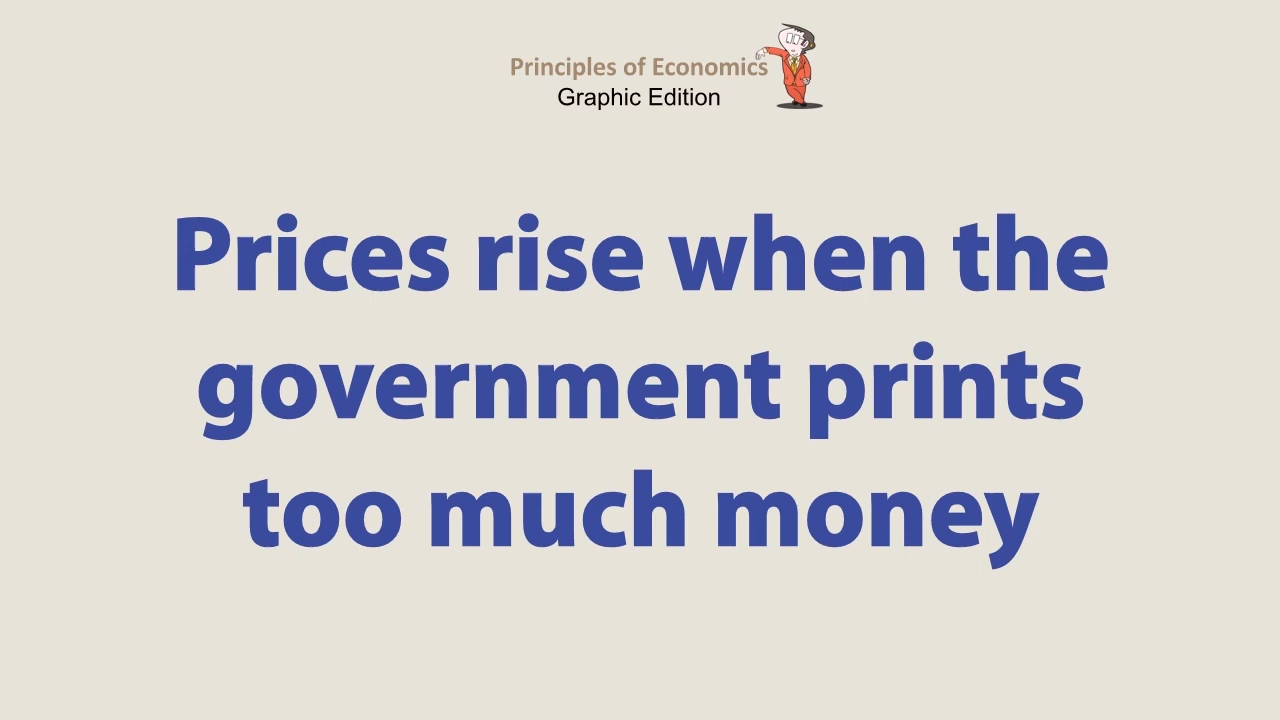 Principles of Economics
Graphic Edition
Prices rise when the
government prints
too much money